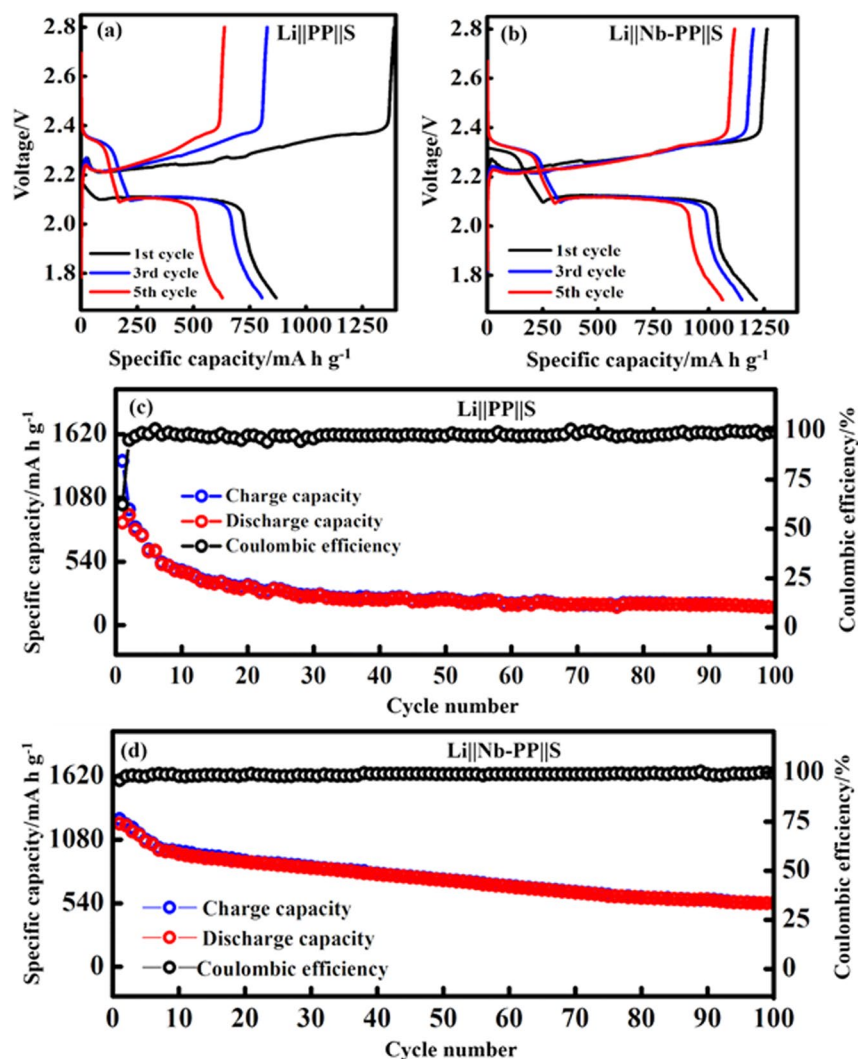 (a) Li||PP||S
2.8
2.6
2.4
2.2
2.0
1.8
Voltage/V
1st cycle
3rd cycle
5th cycle
0 250 500 750 1000 1250
Specific capacity/mA h g-1
(b) Li||Nb-PP||S
2.8
2.4
2.0
1.8
Voltage/V
1st cycle
3rd cycle
5th cycle
0 250 500 750 1000 1250
Specific capacity/mA h g-1
(c) Li||PP||S
1620
1080
540
0
Specific capacity/mA h g-1
Charge capacity
Discharge capacity
Coulombic efficiency
100
75
50
25
0
Coulombic efficiency/%
0 10 20 30 40 50 60 70 80 90 100
Cycle number
(d) Li||Nb-PP||S
1620
1080
540
0
Specific capacity/mA h g-1
Charge capacity
Discharge capacity
Coulombic efficiency
100
75
50
25
0
Coulombic efficiency/%
0 10 20 30 40 50 60 70 80 90 100
Cycle number